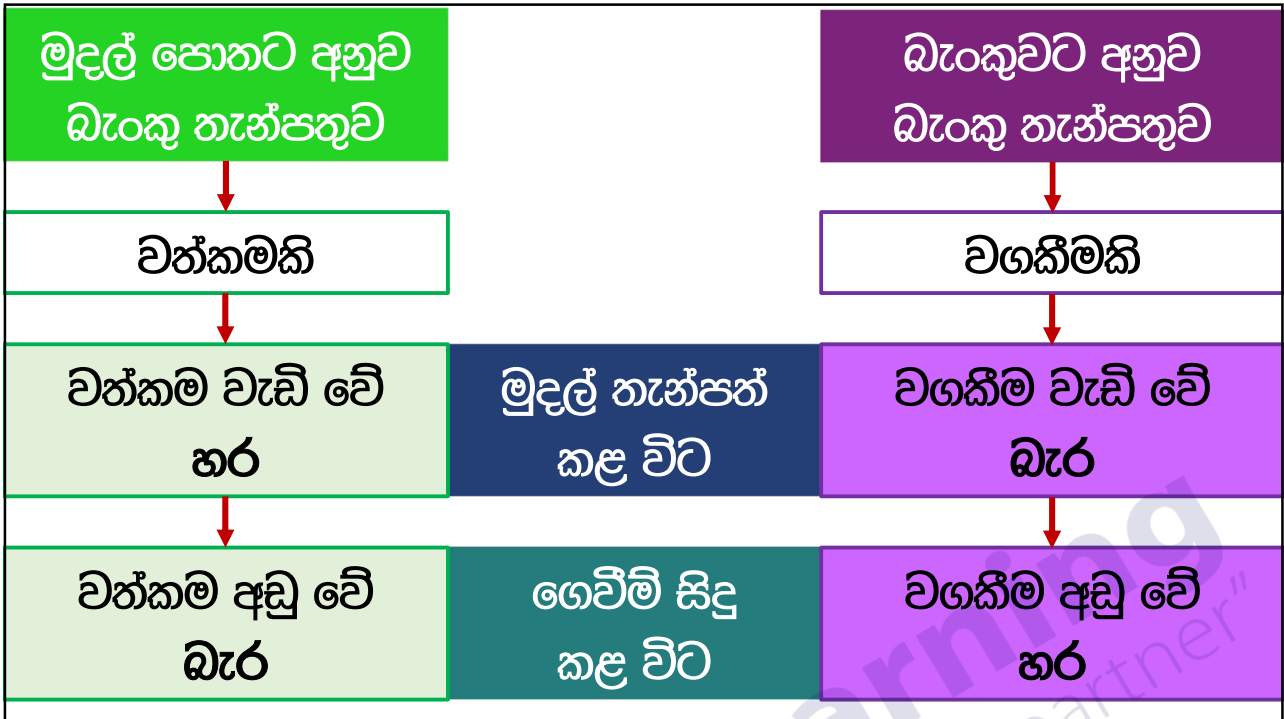 මුදල් පොතට අනුව
බැංකු තැන්පතුව
බැංකුවට අනුව
බැංකු තැන්පතුව
වත්කමකි
වගකීමකි
වත්කම වැඩි වේ
හර
මුදල් තැන්පත්
කළ විට
වගකීම වැඩි වේ
බැර
වත්කම අඩු වේ
බැර
ගෙවීම් සිදු
කළ විට
වගකීම අඩු වේ
හර